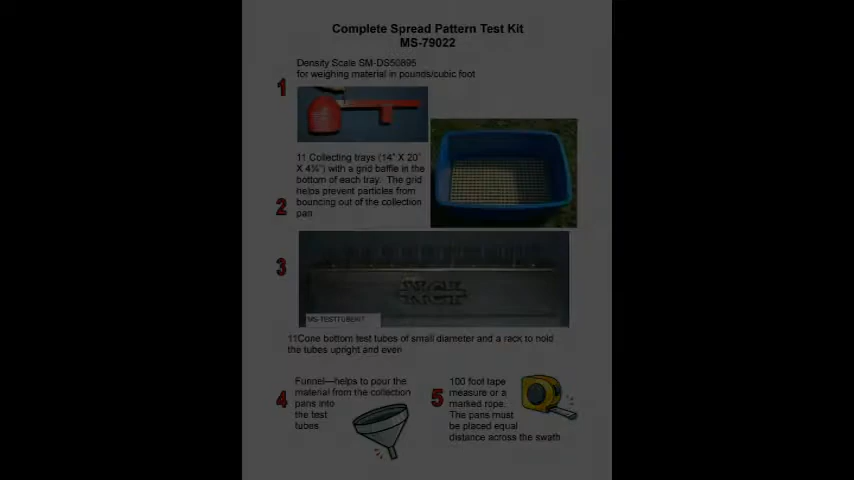 Complete Spread Pattern Test Kit
MS-79022
Density Scale SM-DS50895
for weighing material in pounds/cubic foot
1
11 Collecting trays (14" X 20"
X 4¾") with a grid baffle in the
bottom of each tray. The grid
helps prevent particles from
bouncing out of the collection
pan
2
3
MS-TESTTUBEKIT
11Cone bottom test tubes of small diameter and a rack to hold
the tubes upright and even
4
Funnel—helps to pour the
material from the collection
pans into
the test
tubes
5
100 foot tape
measure or a
marked rope.
The pans must
be placed equal
distance across the swath